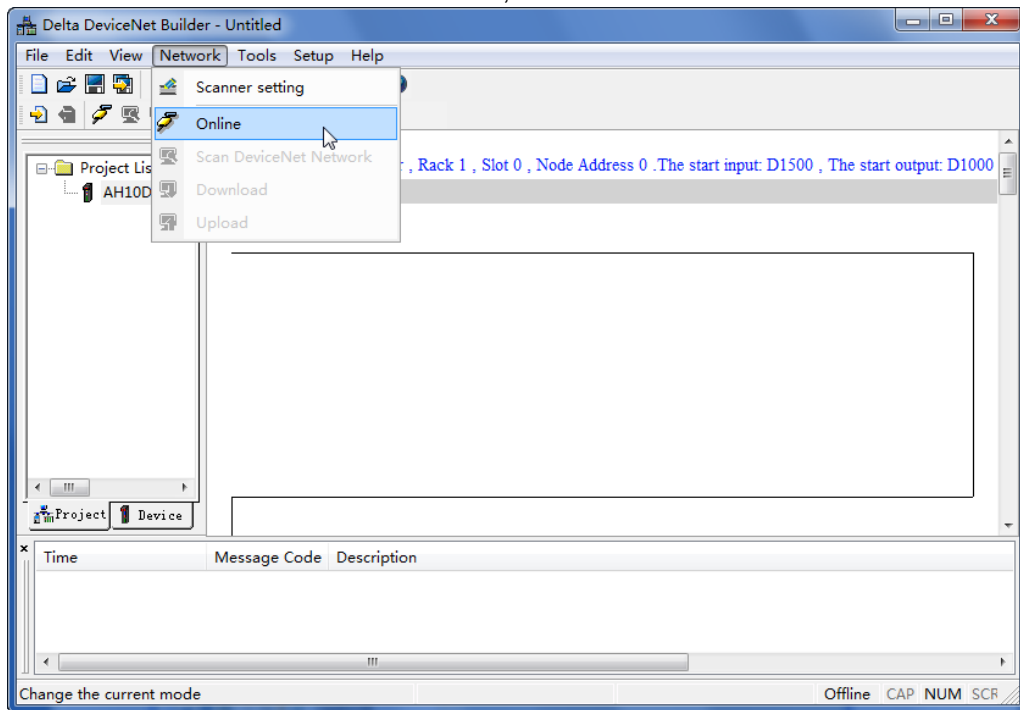 Delta DeviceNet Builder - Untitled
File Edit View Network Tools Setup Help
Scanner setting
Online
Scan DeviceNet Network
Download
Upload
Project Lis
AH10D
, Rack 1 , Slot 0 , Node Address 0 .The start input: D1500 , The start output: D1000
Project Device
Time Message Code Description
Change the current mode Offline CAP NUM SCR